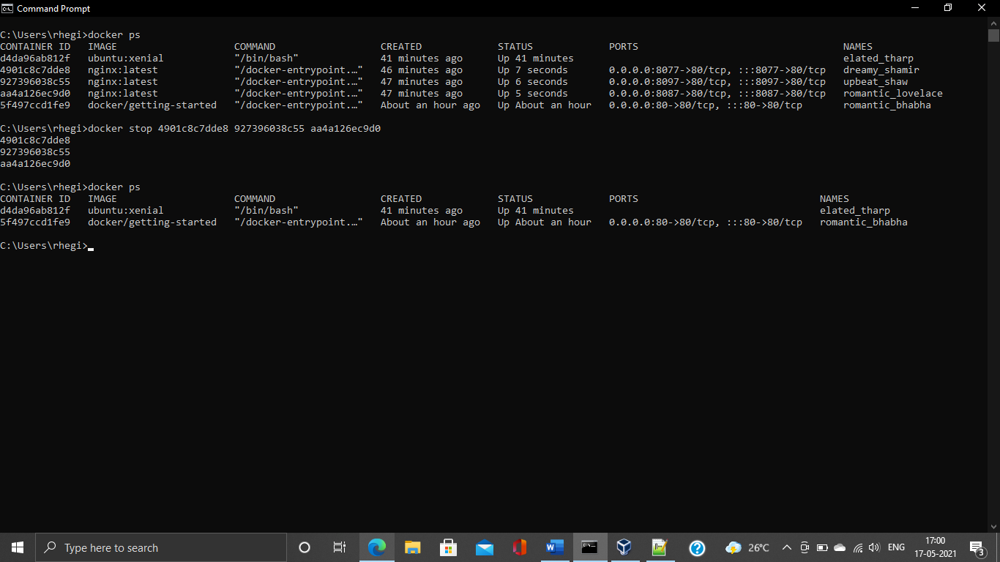 Command Prompt
C:\Users\rhegi>docker ps
CONTAINER ID   IMAGE                    COMMAND                  CREATED             STATUS             PORTS                                   NAMES
d4da96ab812f   ubuntu:xenial            "/bin/bash"              41 minutes ago      Up 41 minutes                                              elated_tharp
4901c8c7dde8   nginx:latest             "/docker-entrypoint.…"   46 minutes ago      Up 7 seconds       0.0.0.0:8077->80/tcp, :::8077->80/tcp   dreamy_shamir
927396038c55   nginx:latest             "/docker-entrypoint.…"   47 minutes ago      Up 6 seconds       0.0.0.0:8097->80/tcp, :::8097->80/tcp   upbeat_shaw
aa4a126ec9d0   nginx:latest             "/docker-entrypoint.…"   47 minutes ago      Up 5 seconds       0.0.0.0:8087->80/tcp, :::8087->80/tcp   romantic_lovelace
5f497ccd1fe9   docker/getting-started   "/docker-entrypoint.…"   About an hour ago   Up About an hour   0.0.0.0:80->80/tcp, :::80->80/tcp       romantic_bhabha
C:\Users\rhegi>docker stop 4901c8c7dde8 927396038c55 aa4a126ec9d0
4901c8c7dde8
927396038c55
aa4a126ec9d0
C:\Users\rhegi>docker ps
CONTAINER ID   IMAGE                    COMMAND                  CREATED             STATUS             PORTS                               NAMES
d4da96ab812f   ubuntu:xenial            "/bin/bash"              41 minutes ago      Up 41 minutes                                          elated_tharp
5f497ccd1fe9   docker/getting-started   "/docker-entrypoint.…"   About an hour ago   Up About an hour   0.0.0.0:80->80/tcp, :::80->80/tcp   romantic_bhabha
C:\Users\rhegi>
Type here to search
26°C
ENG
17:00
17-05-2021
3